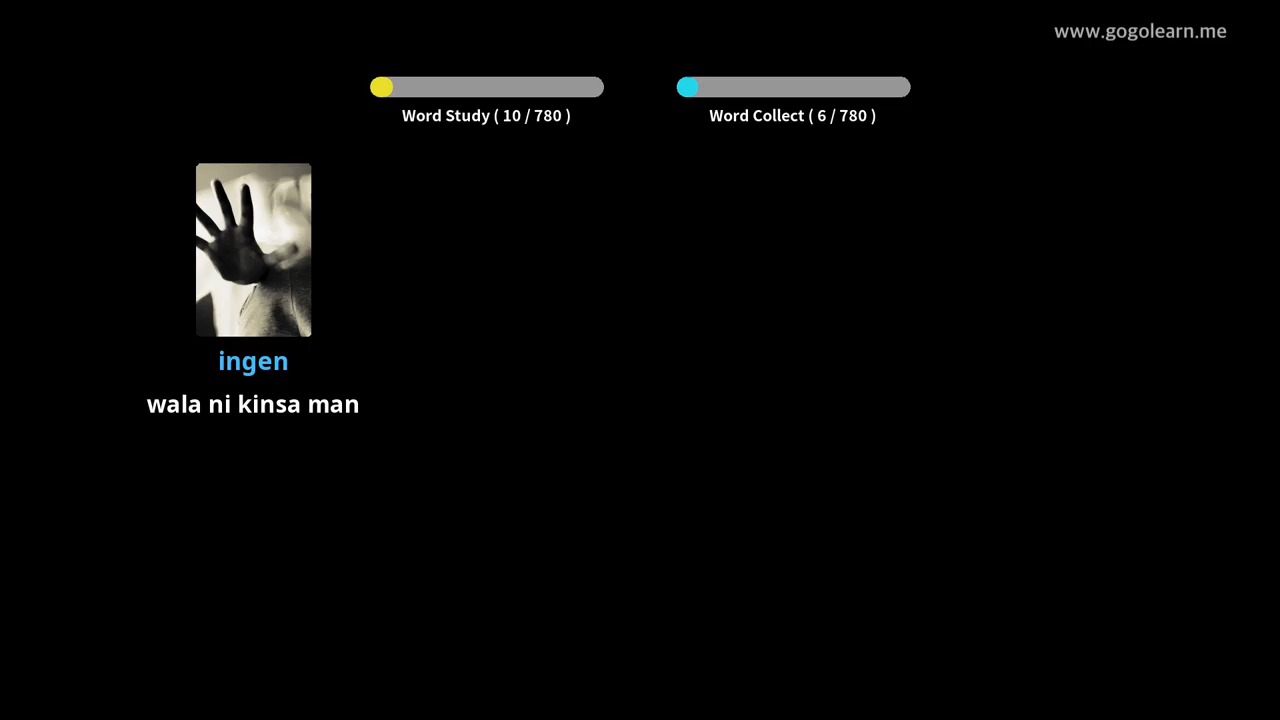 www.gogolearn.me
Word Study ( 10 / 780 )
Word Collect ( 6 / 780 )
ingen
wala ni kinsa man